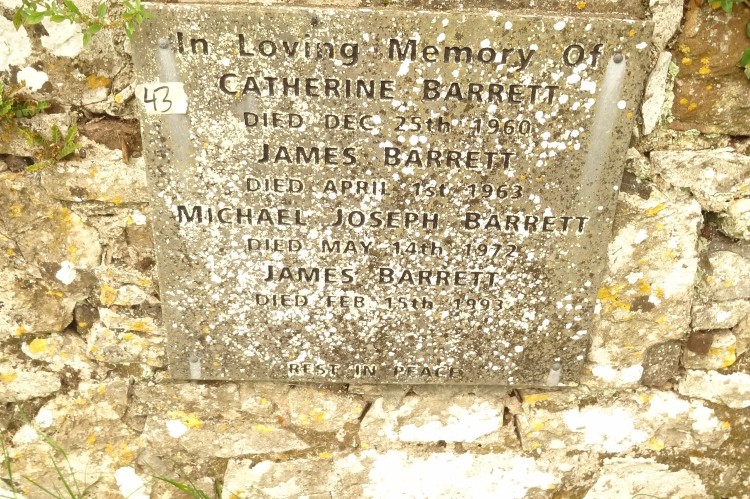 In Loving Memory Of
43
CATHERINE BARRETT
DIED DEC 25th 1960
JAMES BARRETT
DIED APRIL 1st 1963
MICHAEL JOSEPH BARRETT
DIED MAY 14th 1972
JAMES BARRETT
DIED FEB 15th 1993
REST IN PEACE